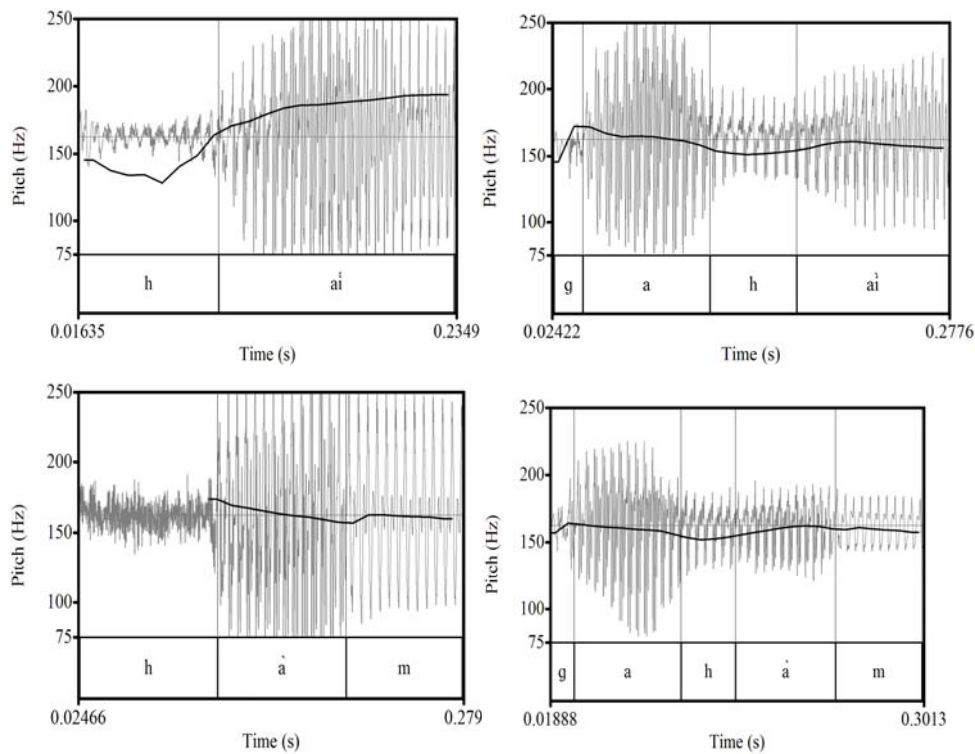 250
200
150
100
75
Pitch (Hz)
h aí
0.01635 0.2349
Time (s)
250
200
150
100
75
Pitch (Hz)
g a h aì
0.02422 0.2776
Time (s)
250
200
150
100
75
Pitch (Hz)
h à m
0.02466 0.279
Time (s)
250
200
150
100
75
Pitch (Hz)
g a h à m
0.01888 0.3013
Time (s)